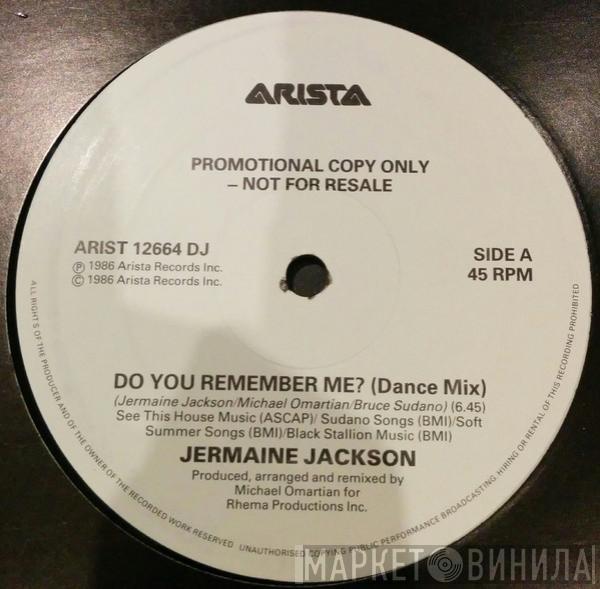 ARISTA
PROMOTIONAL COPY ONLY
– NOT FOR RESALE
ARIST 12664 DJ
Ⓟ 1986 Arista Records Inc.
© 1986 Arista Records Inc.
SIDE A
45 RPM
DO YOU REMEMBER ME? (Dance Mix)
(Jermaine Jackson/Michael Omartian/Bruce Sudano) (6.45)
See This House Music (ASCAP)/ Sudano Songs (BMI)/Soft
Summer Songs (BMI)/Black Stallion Music (BMI)
JERMAINE JACKSON
Produced, arranged and remixed by
Michael Omartian for
Rhema Productions Inc.
ALL RIGHTS OF THE PRODUCER AND OF THE OWNER OF THE RECORDED WORK RESERVED UNAUTHORISED COPYING PUBLIC PERFORMANCE BROADCASTING, HIRING OR RENTAL OF THIS RECORDING PROHIBITED
МАРКЕТ ВИНИЛА